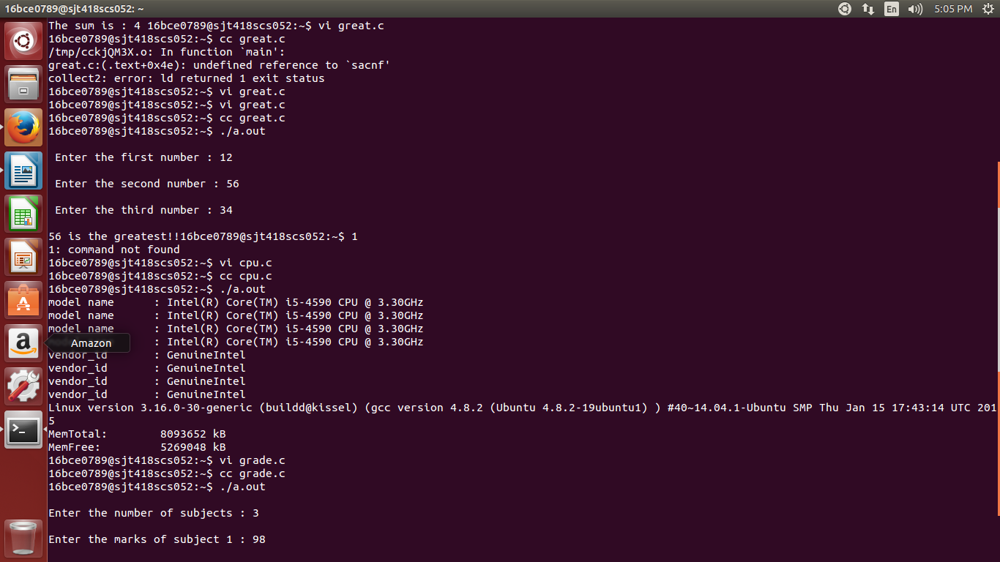 16bce0789@sjt418scs052: ~
En
5:05 PM
The sum is : 4 16bce0789@sjt418scs052:~$ vi great.c
16bce0789@sjt418scs052:~$ cc great.c
/tmp/cckjQM3X.o: In function `main':
great.c:(.text+0x4e): undefined reference to `sacnf'
collect2: error: ld returned 1 exit status
16bce0789@sjt418scs052:~$ vi great.c
16bce0789@sjt418scs052:~$ vi great.c
16bce0789@sjt418scs052:~$ cc great.c
16bce0789@sjt418scs052:~$ ./a.out
Enter the first number : 12
Enter the second number : 56
Enter the third number : 34
56 is the greatest!!16bce0789@sjt418scs052:~$ 1
1: command not found
16bce0789@sjt418scs052:~$ vi cpu.c
16bce0789@sjt418scs052:~$ cc cpu.c
16bce0789@sjt418scs052:~$ ./a.out
model name      : Intel(R) Core(TM) i5-4590 CPU @ 3.30GHz
model name      : Intel(R) Core(TM) i5-4590 CPU @ 3.30GHz
model name      : Intel(R) Core(TM) i5-4590 CPU @ 3.30GHz
: Intel(R) Core(TM) i5-4590 CPU @ 3.30GHz
Amazon
vendor_id       : GenuineIntel
vendor_id       : GenuineIntel
vendor_id       : GenuineIntel
vendor_id       : GenuineIntel
Linux version 3.16.0-30-generic (buildd@kissel) (gcc version 4.8.2 (Ubuntu 4.8.2-19ubuntu1) ) #40~14.04.1-Ubuntu SMP Thu Jan 15 17:43:14 UTC 201
5
MemTotal:        8093652 kB
MemFree:         5269048 kB
16bce0789@sjt418scs052:~$ vi grade.c
16bce0789@sjt418scs052:~$ cc grade.c
16bce0789@sjt418scs052:~$ ./a.out
Enter the number of subjects : 3
Enter the marks of subject 1 : 98